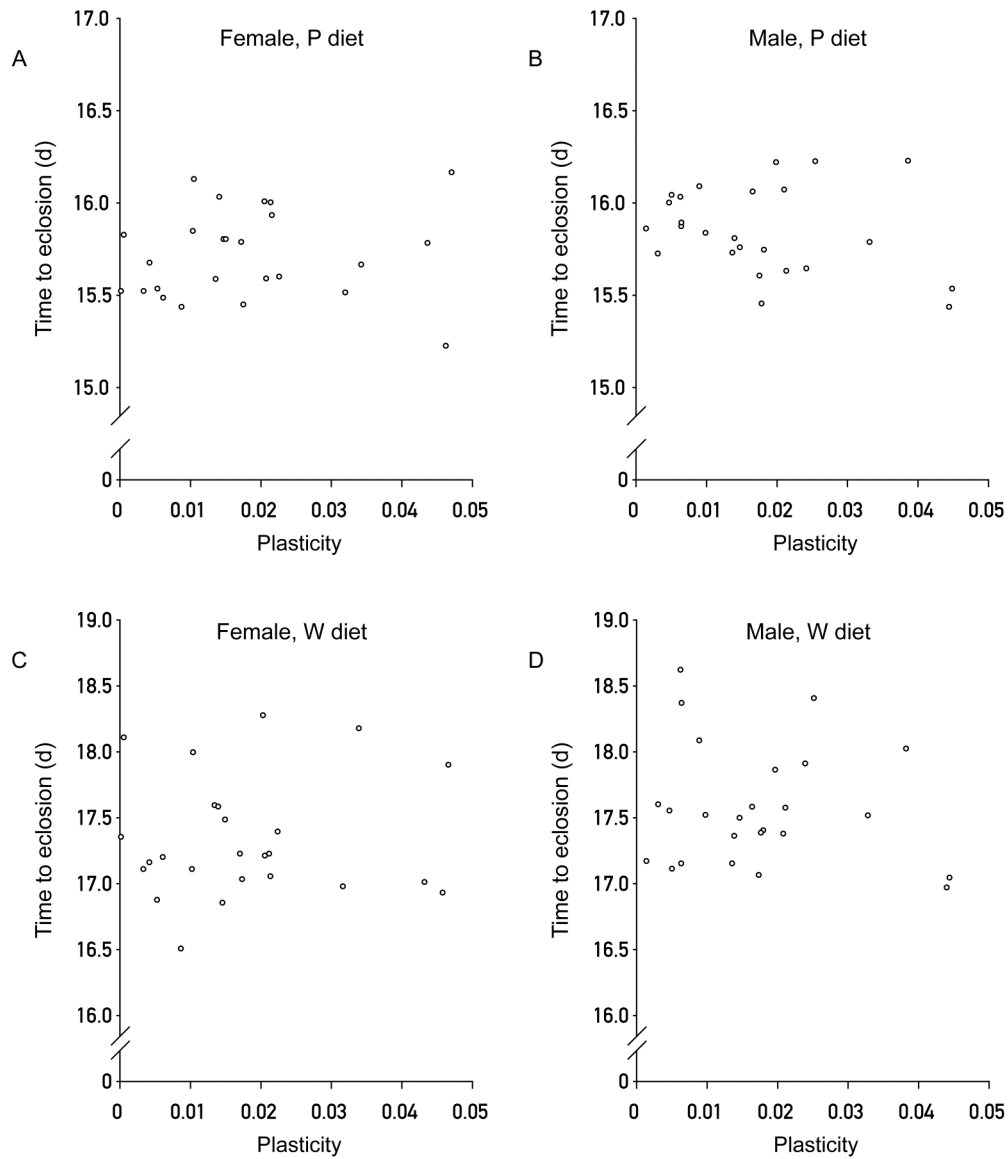 A
Female, P diet
17.0
16.5
16.0
15.5
15.0
0
Time to eclosion (d)
0 0.01 0.02 0.03 0.04 0.05
Plasticity
B
Male, P diet
17.0
16.5
16.0
15.5
15.0
0
Time to eclosion (d)
0 0.01 0.02 0.03 0.04 0.05
Plasticity
C
Female, W diet
19.0
18.5
18.0
17.5
17.0
16.5
16.0
0
Time to eclosion (d)
0 0.01 0.02 0.03 0.04 0.05
Plasticity
D
Male, W diet
19.0
18.5
18.0
17.5
17.0
16.5
16.0
0
Time to eclosion (d)
0 0.01 0.02 0.03 0.04 0.05
Plasticity